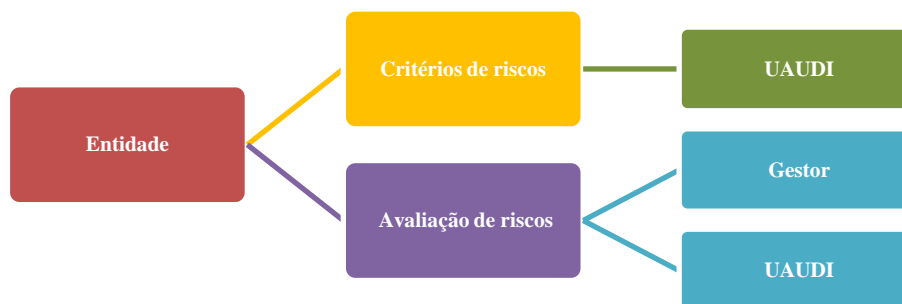 Critérios de riscos
UAUDI
Entidade
Gestor
Avaliação de riscos
UAUDI